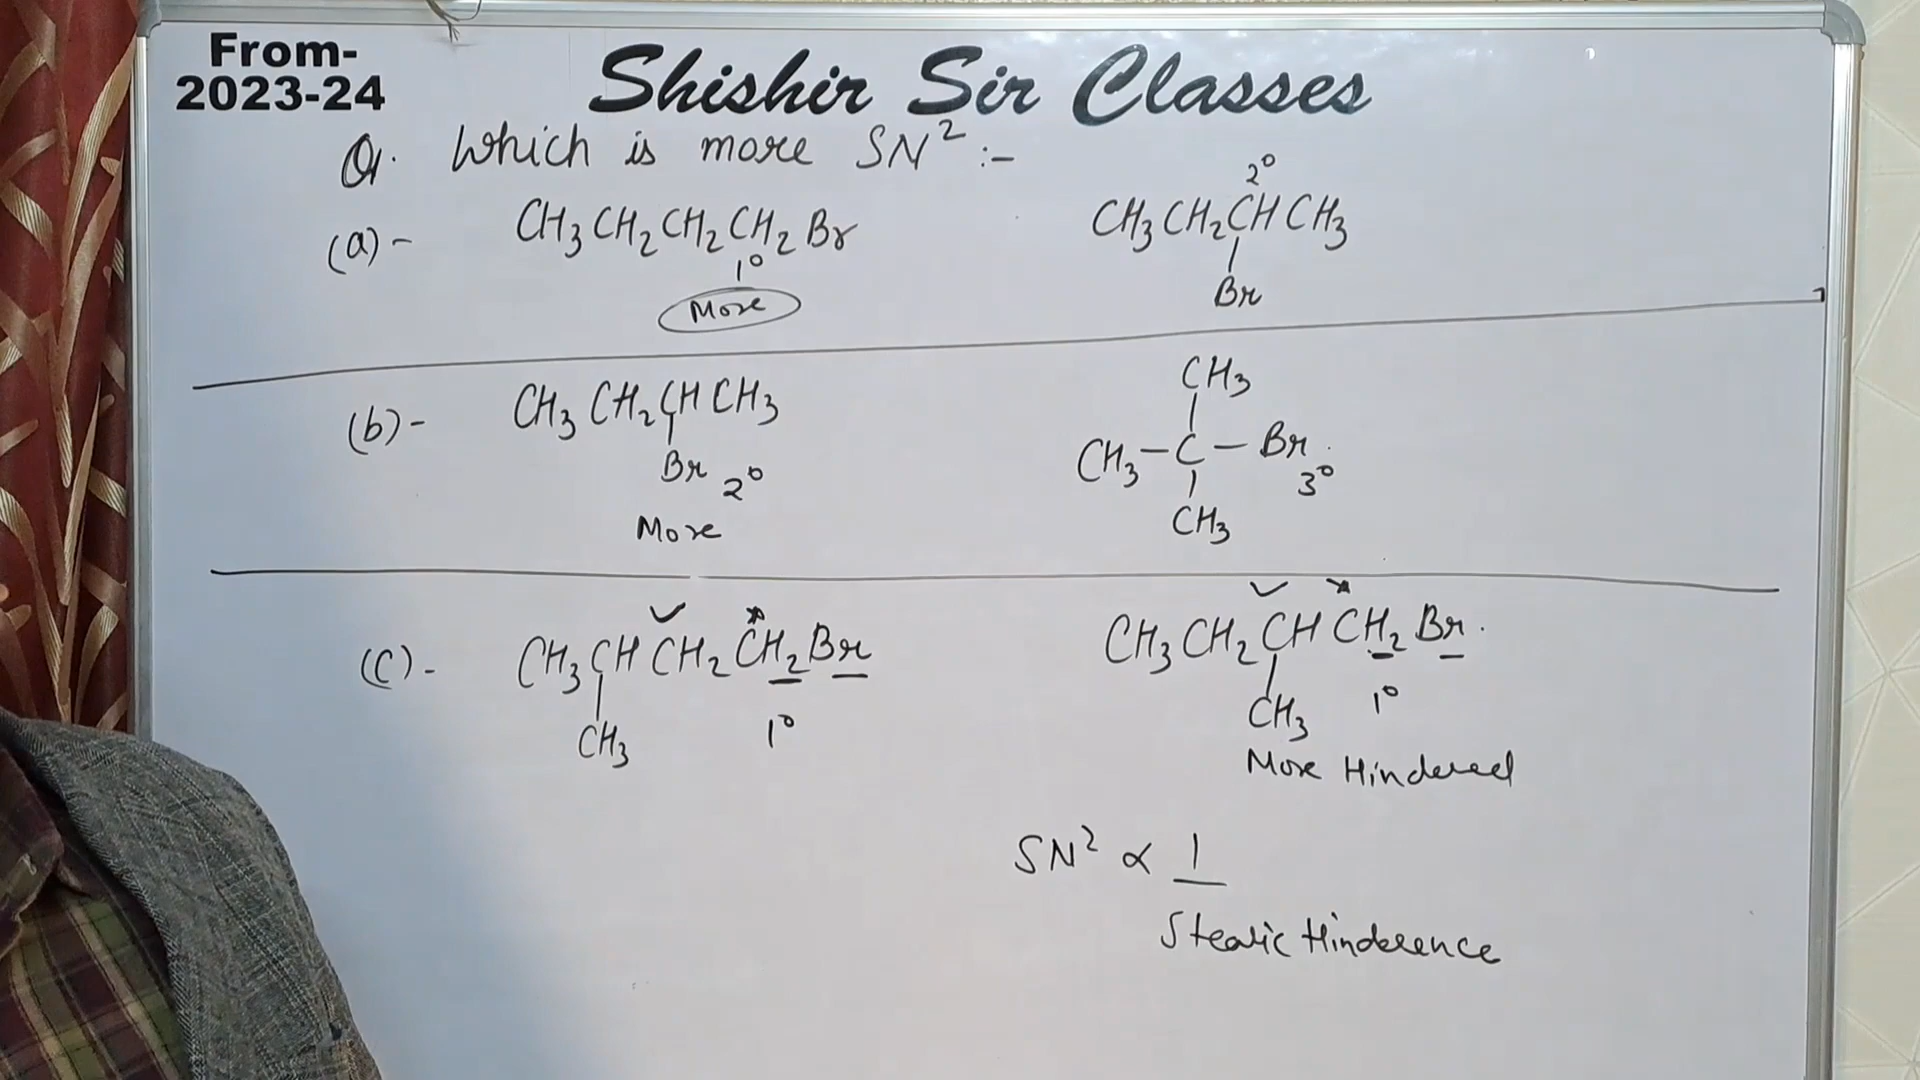 From-
2023-24
Shishir Sir Classes
Q. Which is more SN² :-
(a)- CH₃CH₂CH₂CH₂Br
1°
More
2°
CH₃CH₂CHCH₃
Br
(b)- CH₃CH₂CHCH₃
Br 2°
More
CH₃
CH₃-C-Br
3°
CH₃
(c)- CH₃CHCH₂CH₂Br
CH₃ 1°
CH₃CH₂CHCH₂Br
CH₃ 1°
More Hindered
SN² ∝ 1
Stearic Hinderence